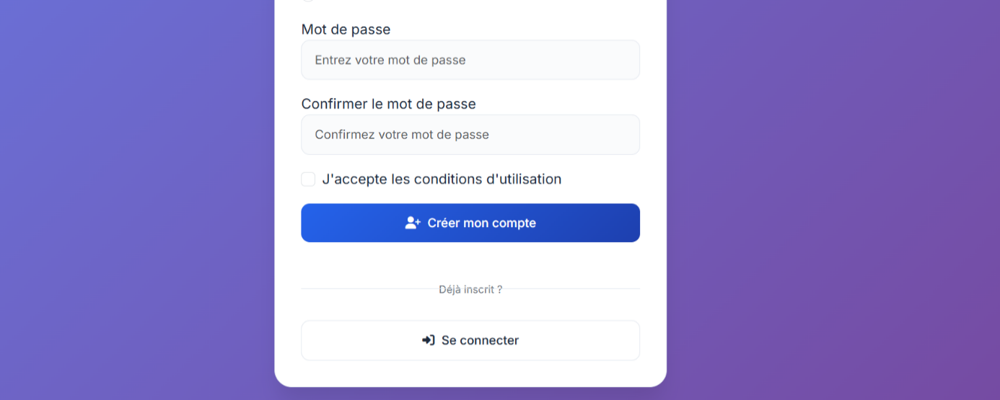 Mot de passe
Entrez votre mot de passe
Confirmer le mot de passe
Confirmez votre mot de passe
J'accepte les conditions d'utilisation
Créer mon compte
Déjà inscrit ?
Se connecter